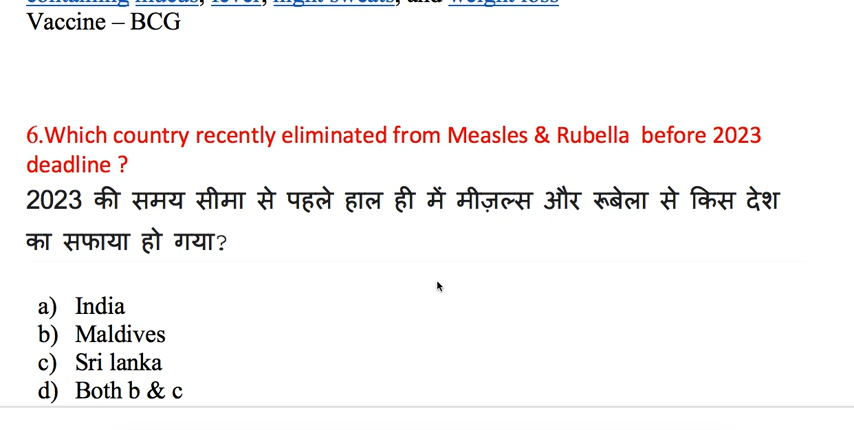 Vaccine – BCG
6.Which country recently eliminated from Measles & Rubella before 2023
deadline ?
2023 की समय सीमा से पहले हाल ही में मीज़ल्स और रूबेला से किस देश
का सफाया हो गया?
a) India
b) Maldives
c) Sri lanka
d) Both b & c